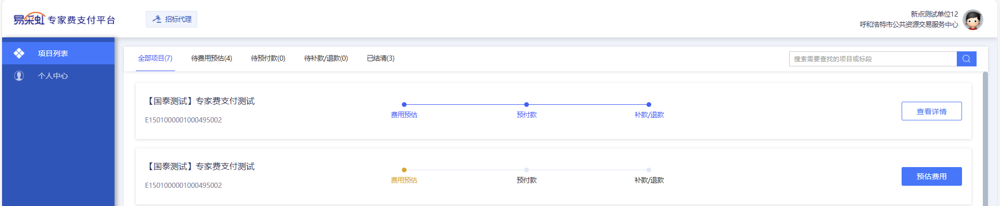 易采虹 专家费支付平台
招标代理
新点测试单位12
呼和浩特市公共资源交易服务中心
项目列表
个人中心
全部项目(7) 待费用预估(4) 待预付款(0) 待补款/退款(0) 已结清(3)
搜索需要查找的项目或标段
【国泰测试】专家费支付测试
E1501000001000495002
费用预估 预付款 补款/退款
查看详情
【国泰测试】专家费支付测试
E1501000001000495002
费用预估 预付款 补款/退款
预估费用